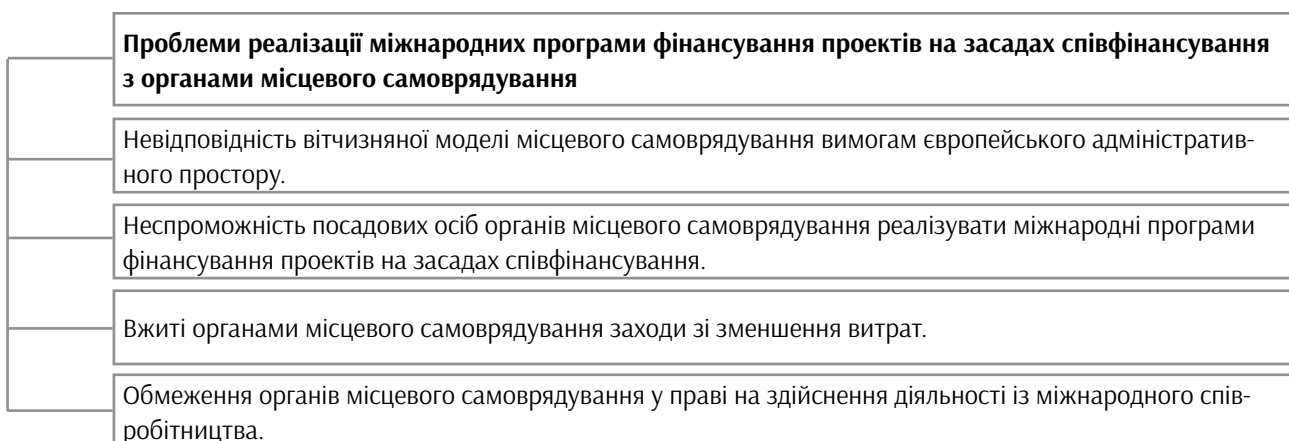 Проблеми реалізації міжнародних програми фінансування проектів на засадах співфінансування
з органами місцевого самоврядування
Невідповідність вітчизняної моделі місцевого самоврядування вимогам європейського адміністратив-
ного простору.
Неспроможність посадових осіб органів місцевого самоврядування реалізувати міжнародні програми
фінансування проектів на засадах співфінансування.
Вжиті органами місцевого самоврядування заходи зі зменшення витрат.
Обмеження органів місцевого самоврядування у праві на здійснення діяльності із міжнародного спів-
робітництва.